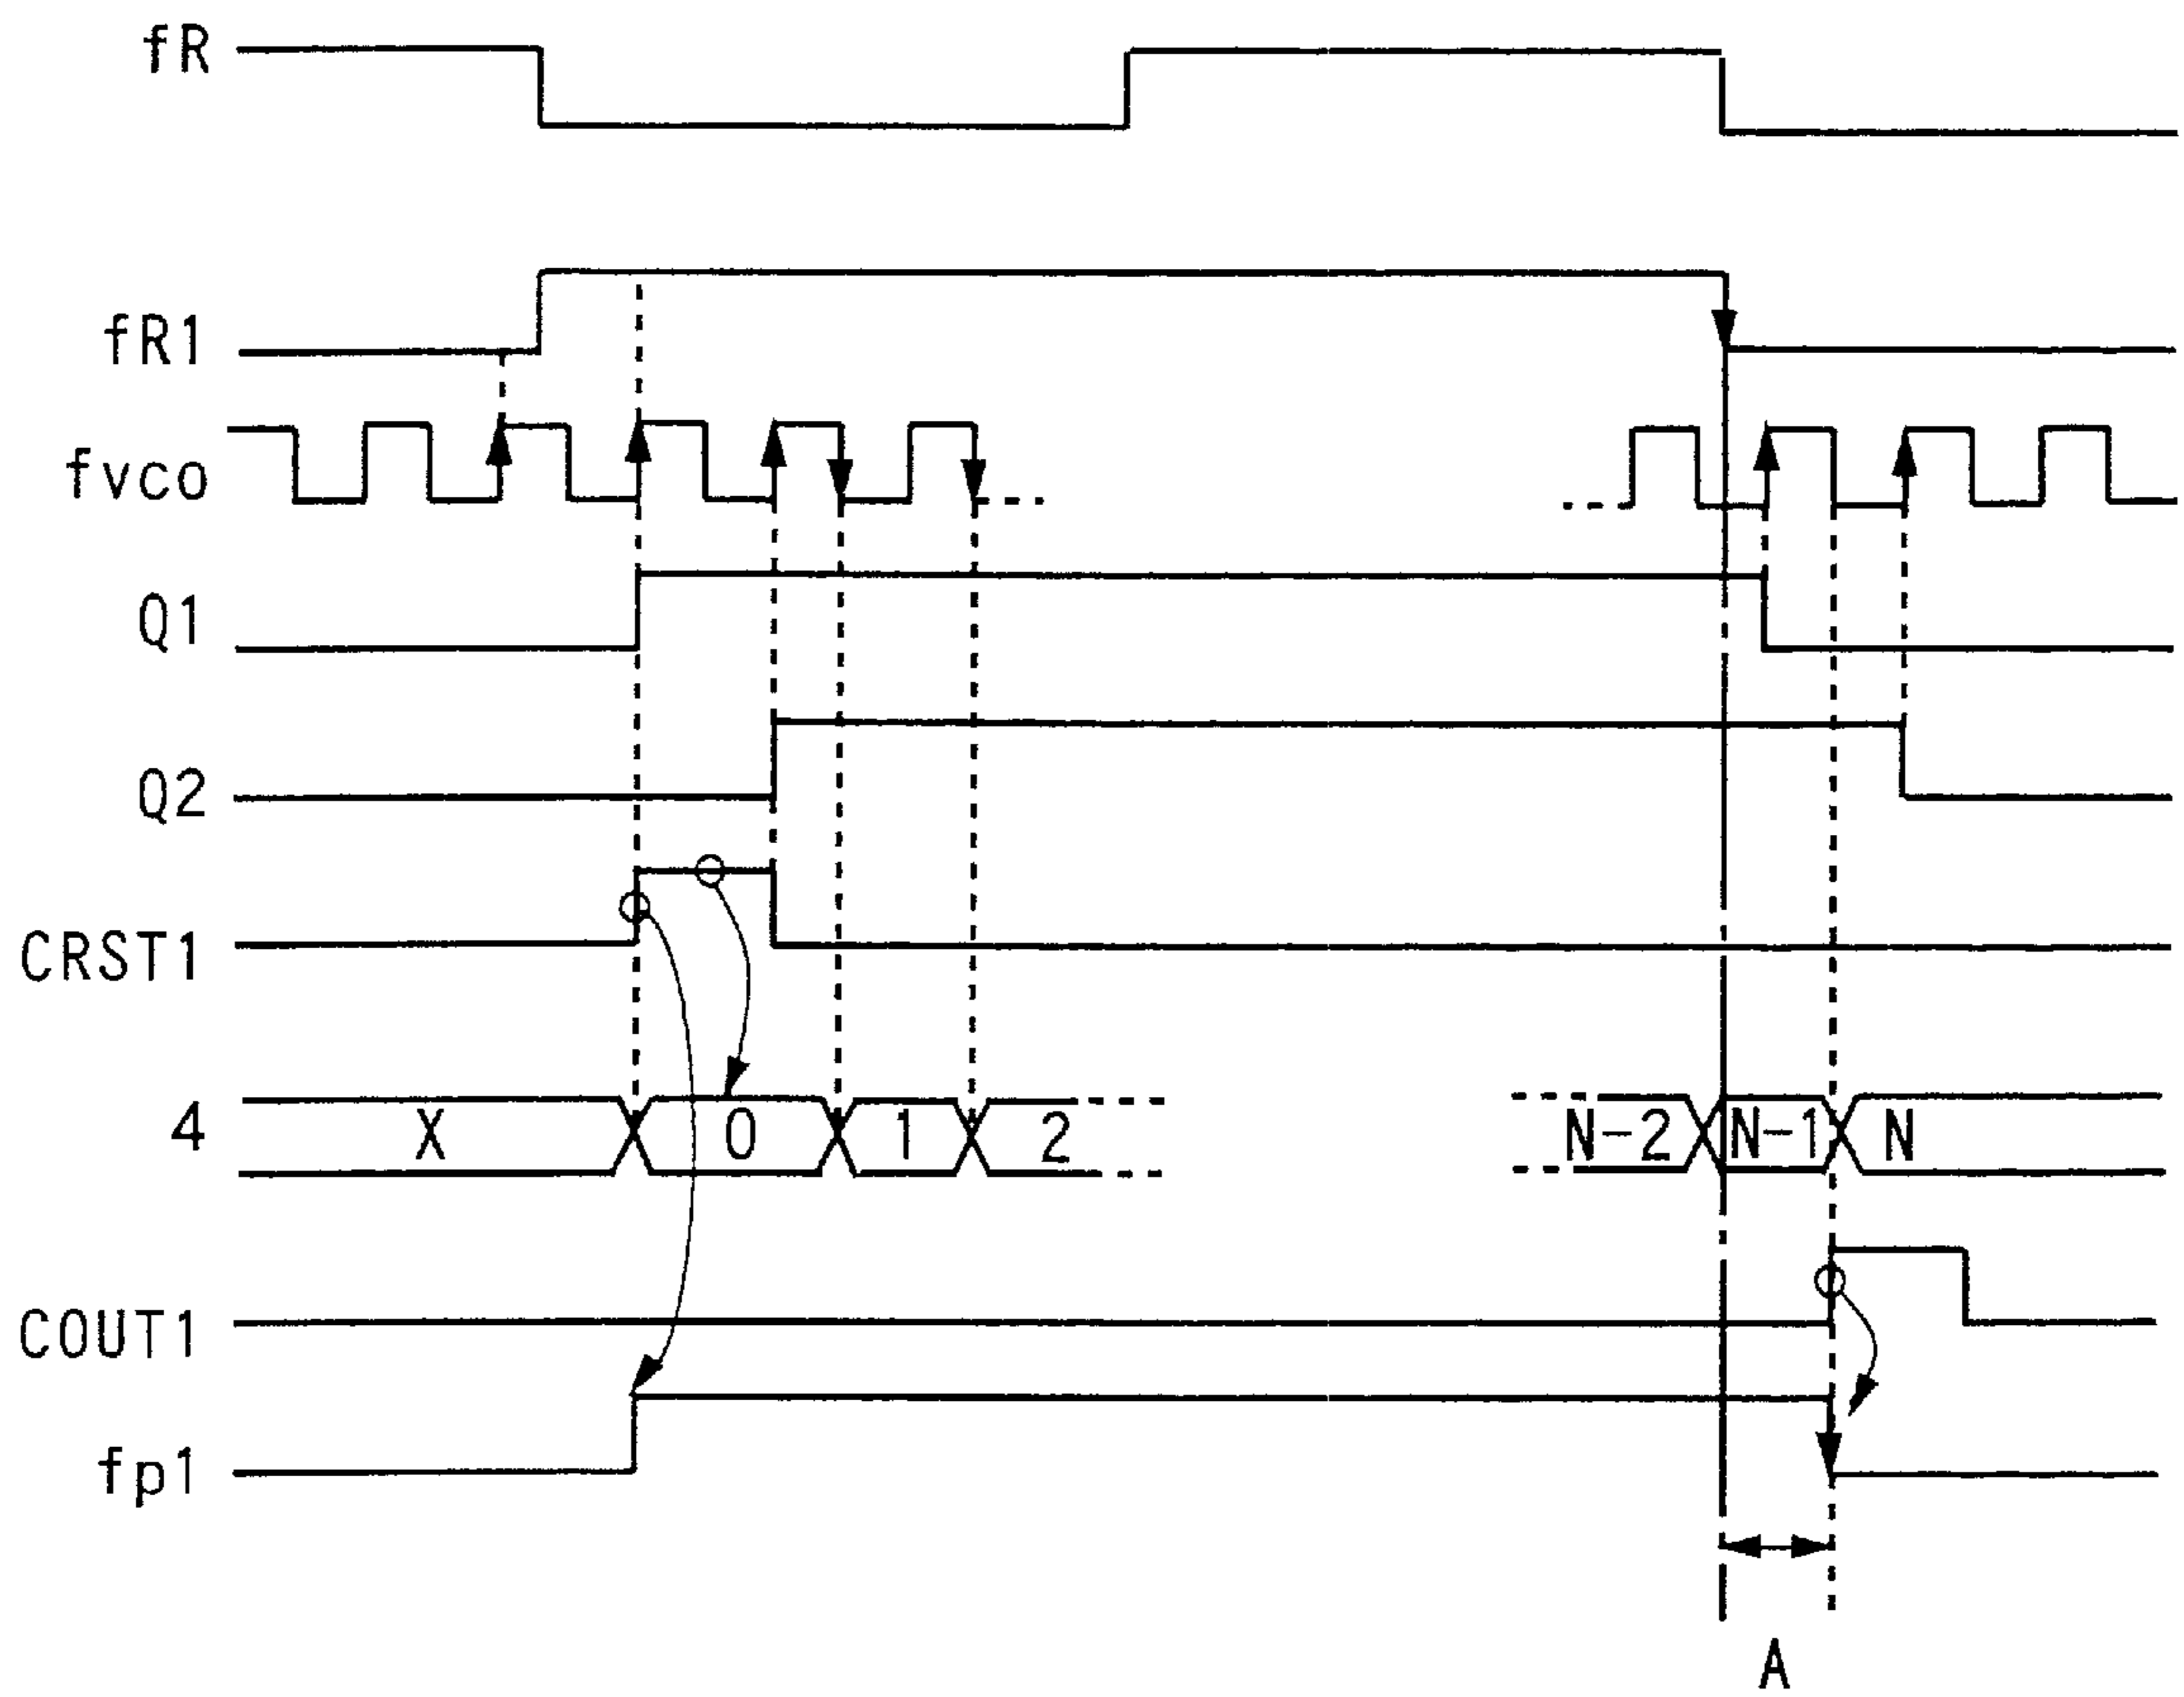 fR
fR1
fvco
Q1
Q2
CRST1
4 X 0 1 2 N-2 N-1 N
COUT1
fp1
A